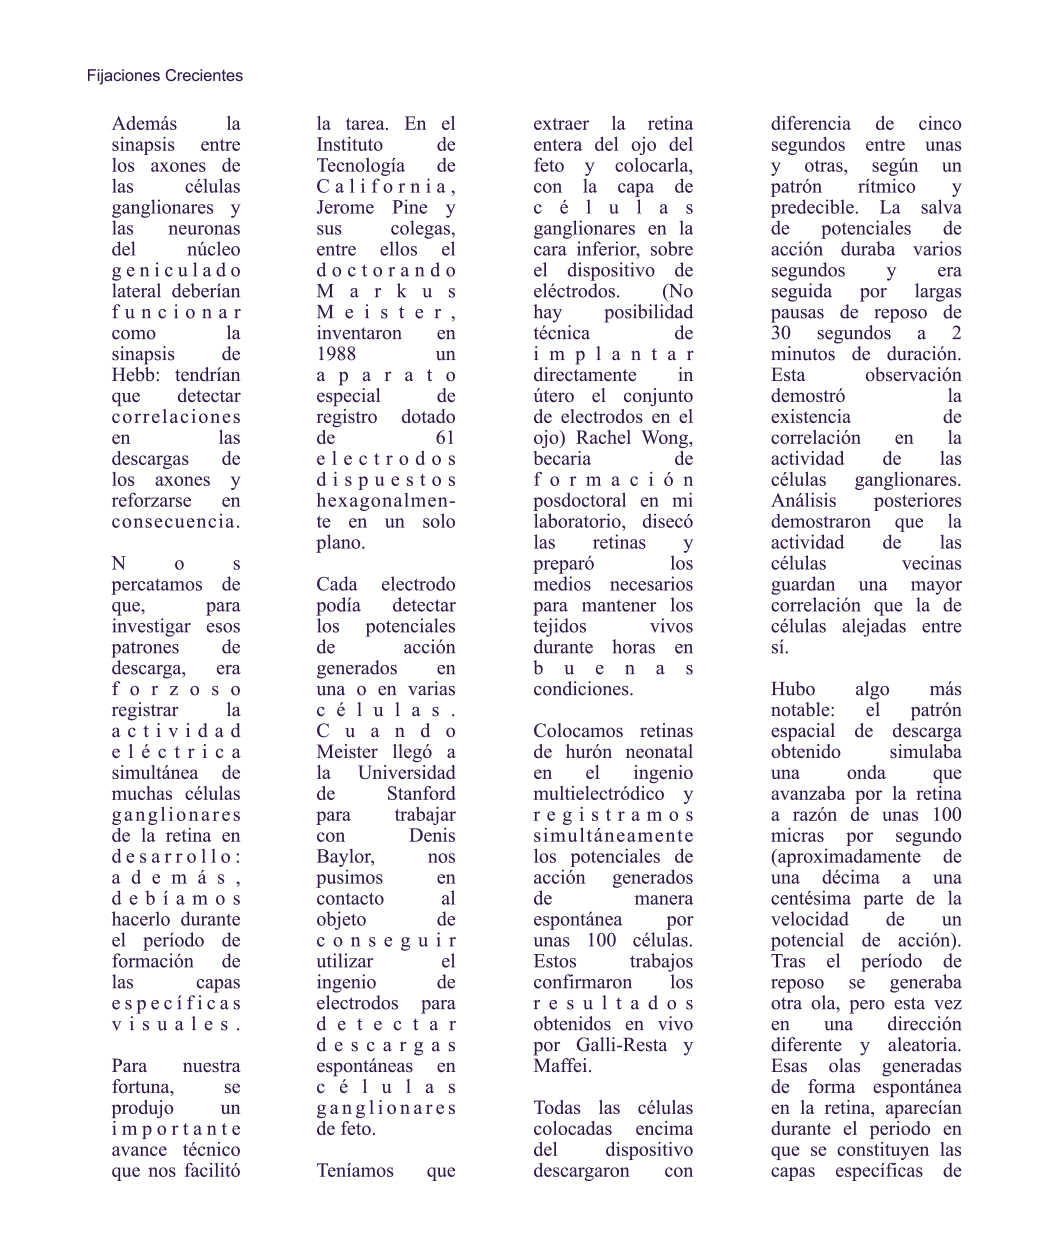 Fijaciones Crecientes
Además la
sinapsis entre
los axones de
las células
ganglionares y
las neuronas
del núcleo
geniculado
lateral deberían
funcionar
como la
sinapsis de
Hebb: tendrían
que detectar
correlaciones
en las
descargas de
los axones y
reforzarse en
consecuencia.
Nos
percatamos de
que, para
investigar esos
patrones de
descarga, era
forzoso
registrar la
actividad
eléctrica
simultánea de
muchas células
ganglionares
de la retina en
desarrollo:
además,
debíamos
hacerlo durante
el período de
formación de
las capas
específicas
visuales.
Para nuestra
fortuna, se
produjo un
importante
avance técnico
que nos facilitó
la tarea. En el
Instituto de
Tecnología de
California,
Jerome Pine y
sus colegas,
entre ellos el
doctorando
Markus
Meister,
inventaron en
1988 un
aparato
especial de
registro dotado
de 61
electrodos
dispuestos
hexagonalmen-
te en un solo
plano.
Cada electrodo
podía detectar
los potenciales
de acción
generados en
una o en varias
células.
Cuando
Meister llegó a
la Universidad
de Stanford
para trabajar
con Denis
Baylor, nos
pusimos en
contacto al
objeto de
conseguir
utilizar el
ingenio de
electrodos para
detectar
descargas
espontáneas en
células
ganglionares
de feto.
Teníamos que
extraer la retina
entera del ojo del
feto y colocarla,
con la capa de
células
ganglionares en la
cara inferior, sobre
el dispositivo de
eléctrodos. (No
hay posibilidad
técnica de
implantar
directamente in
útero el conjunto
de electrodos en el
ojo) Rachel Wong,
becaria de
formación
posdoctoral en mi
laboratorio, disecó
las retinas y
preparó los
medios necesarios
para mantener los
tejidos vivos
durante horas en
buenas
condiciones.
Colocamos retinas
de hurón neonatal
en el ingenio
multielectródico y
registramos
simultáneamente
los potenciales de
acción generados
de manera
espontánea por
unas 100 células.
Estos trabajos
confirmaron los
resultados
obtenidos en vivo
por Galli-Resta y
Maffei.
Todas las células
colocadas encima
del dispositivo
descargaron con
diferencia de cinco
segundos entre unas
y otras, según un
patrón rítmico y
predecible. La salva
de potenciales de
acción duraba varios
segundos y era
seguida por largas
pausas de reposo de
30 segundos a 2
minutos de duración.
Esta observación
demostró la
existencia de
correlación en la
actividad de las
células ganglionares.
Análisis posteriores
demostraron que la
actividad de las
células vecinas
guardan una mayor
correlación que la de
células alejadas entre
sí.
Hubo algo más
notable: el patrón
espacial de descarga
obtenido simulaba
una onda que
avanzaba por la retina
a razón de unas 100
micras por segundo
(aproximadamente de
una décima a una
centésima parte de la
velocidad de un
potencial de acción).
Tras el período de
reposo se generaba
otra ola, pero esta vez
en una dirección
diferente y aleatoria.
Esas olas generadas
de forma espontánea
en la retina, aparecían
durante el periodo en
que se constituyen las
capas específicas de